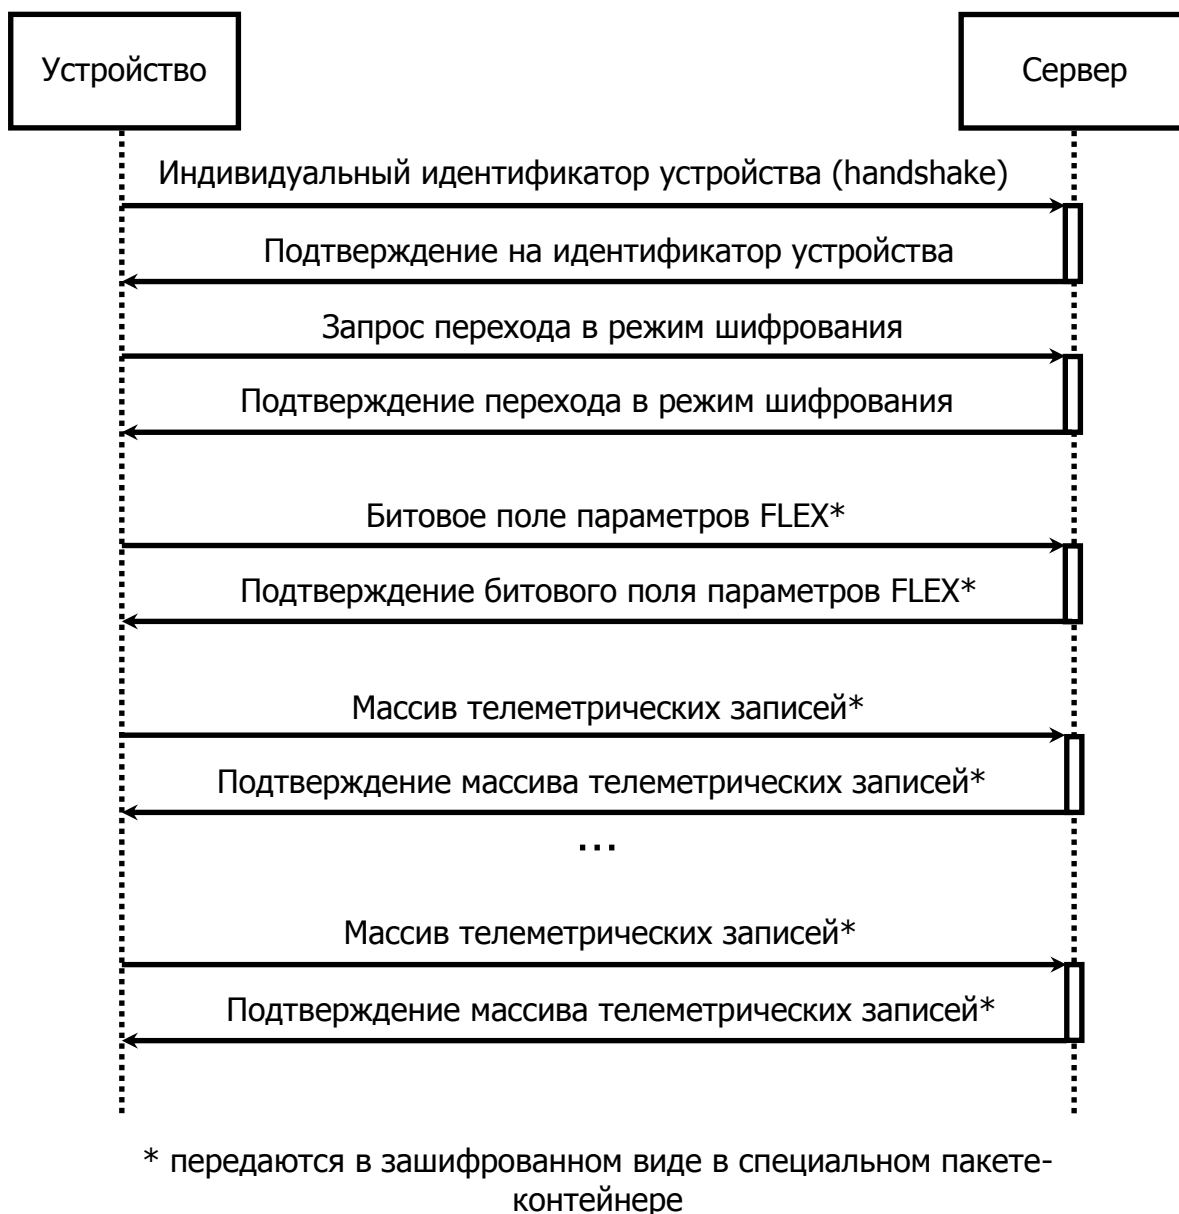 Устройство
Сервер
Индивидуальный идентификатор устройства (handshake)
Подтверждение на идентификатор устройства
Запрос перехода в режим шифрования
Подтверждение перехода в режим шифрования
Битовое поле параметров FLEX*
Подтверждение битового поля параметров FLEX*
Массив телеметрических записей*
Подтверждение массива телеметрических записей*
...
Массив телеметрических записей*
Подтверждение массива телеметрических записей*
* передаются в зашифрованном виде в специальном пакете-
контейнере